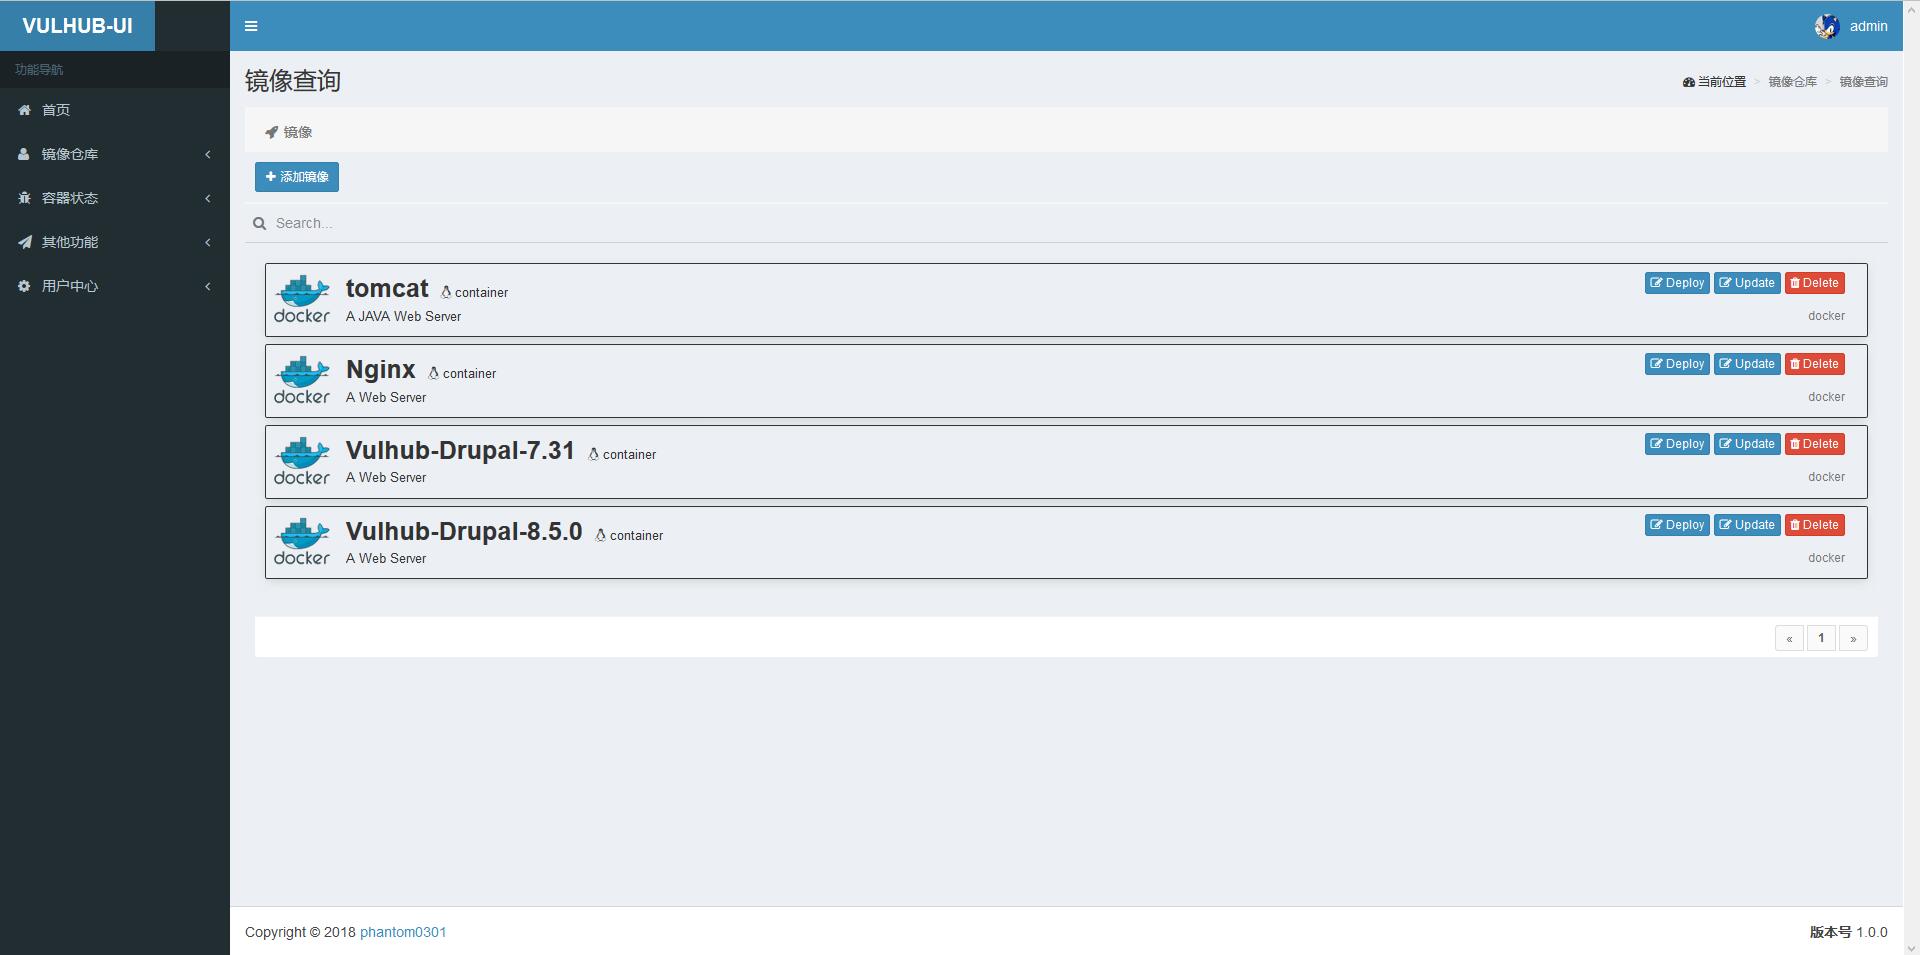 VULHUB-UI
admin
功能导航
首页
镜像仓库
容器状态
其他功能
用户中心
镜像查询
当前位置 > 镜像仓库 > 镜像查询
镜像
添加镜像
Search...
docker
tomcat container
A JAVA Web Server
Deploy Update Delete
docker
docker
Nginx container
A Web Server
Deploy Update Delete
docker
docker
Vulhub-Drupal-7.31 container
A Web Server
Deploy Update Delete
docker
docker
Vulhub-Drupal-8.5.0 container
A Web Server
Deploy Update Delete
docker
« 1 »
Copyright © 2018 phantom0301
版本号 1.0.0